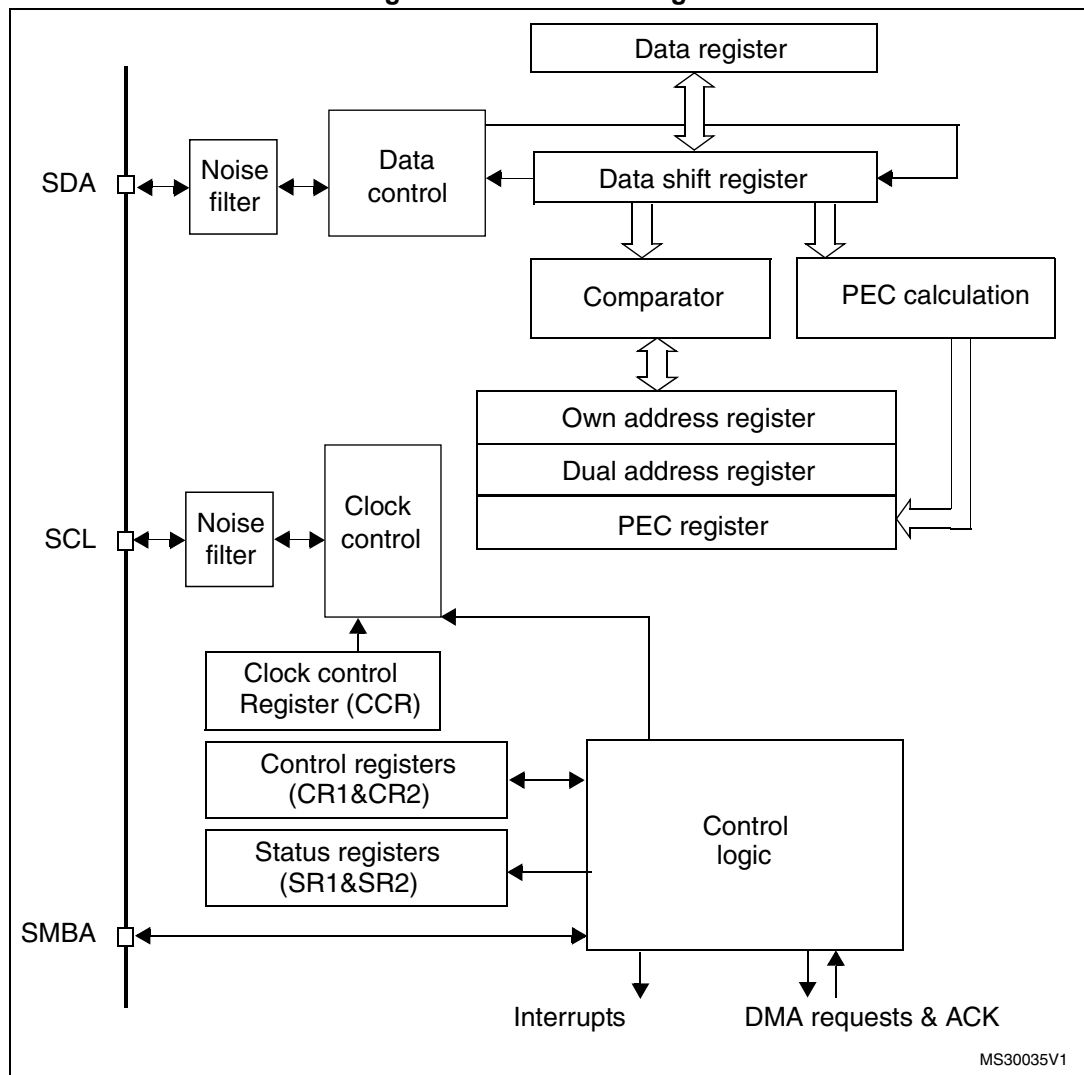 Data register
Data
control
Noise
filter
SDA
Data shift register
Comparator
PEC calculation
Own address register
Dual address register
PEC register
Clock
control
Noise
filter
SCL
Clock control
Register (CCR)
Control registers
(CR1&CR2)
Status registers
(SR1&SR2)
Control
logic
SMBA
Interrupts
DMA requests & ACK
MS30035V1